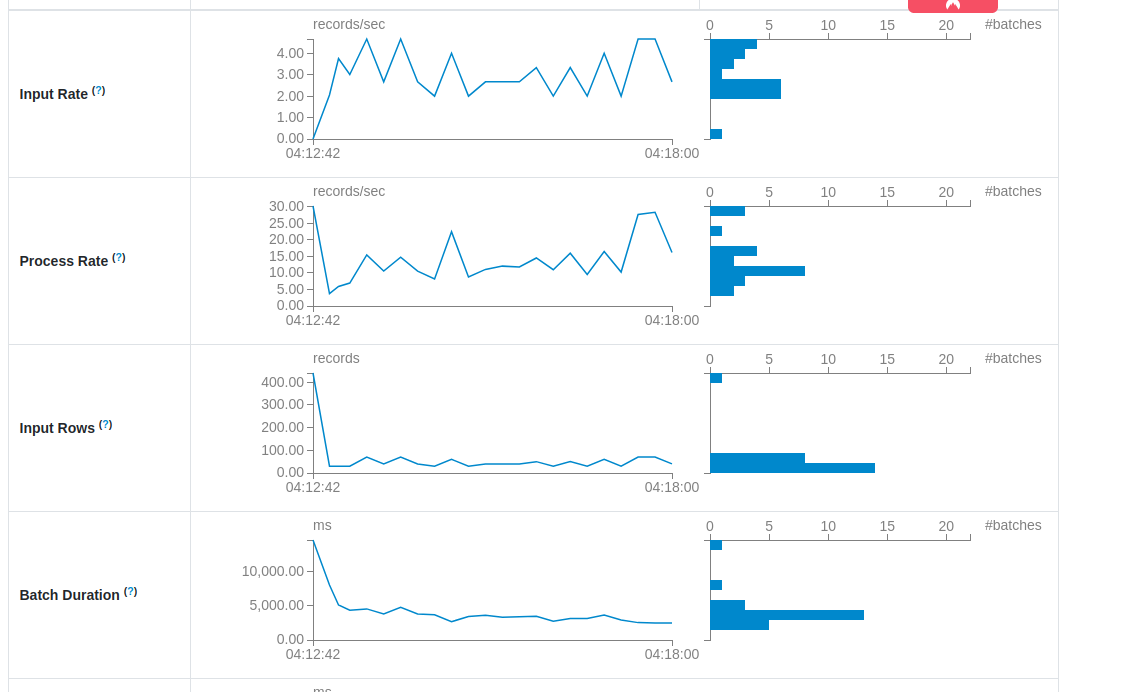 records/sec
0 5 10 15 20 #batches
4.00
3.00
Input Rate (?)
2.00
1.00
0.00
04:12:42 04:18:00
records/sec
0 5 10 15 20 #batches
30.00
25.00
20.00
Process Rate (?)
15.00
10.00
5.00
0.00
04:12:42 04:18:00
records
0 5 10 15 20 #batches
400.00
300.00
Input Rows (?)
200.00
100.00
0.00
04:12:42 04:18:00
ms
0 5 10 15 20 #batches
10,000.00
Batch Duration (?)
5,000.00
0.00
04:12:42 04:18:00
ms